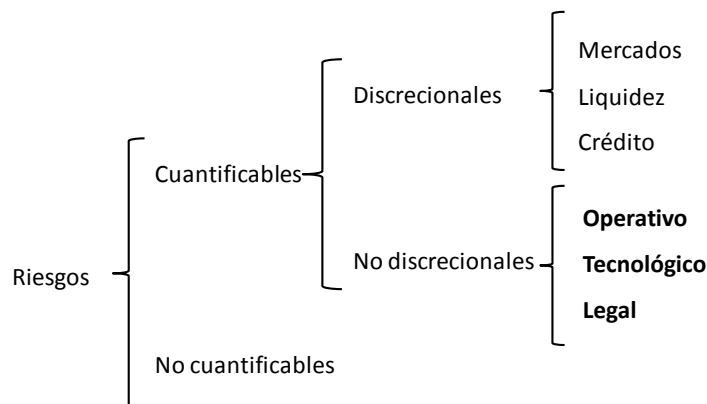 Riesgos
Cuantificables
Discrecionales
Mercados
Liquidez
Crédito
No discrecionales
Operativo
Tecnológico
Legal
No cuantificables